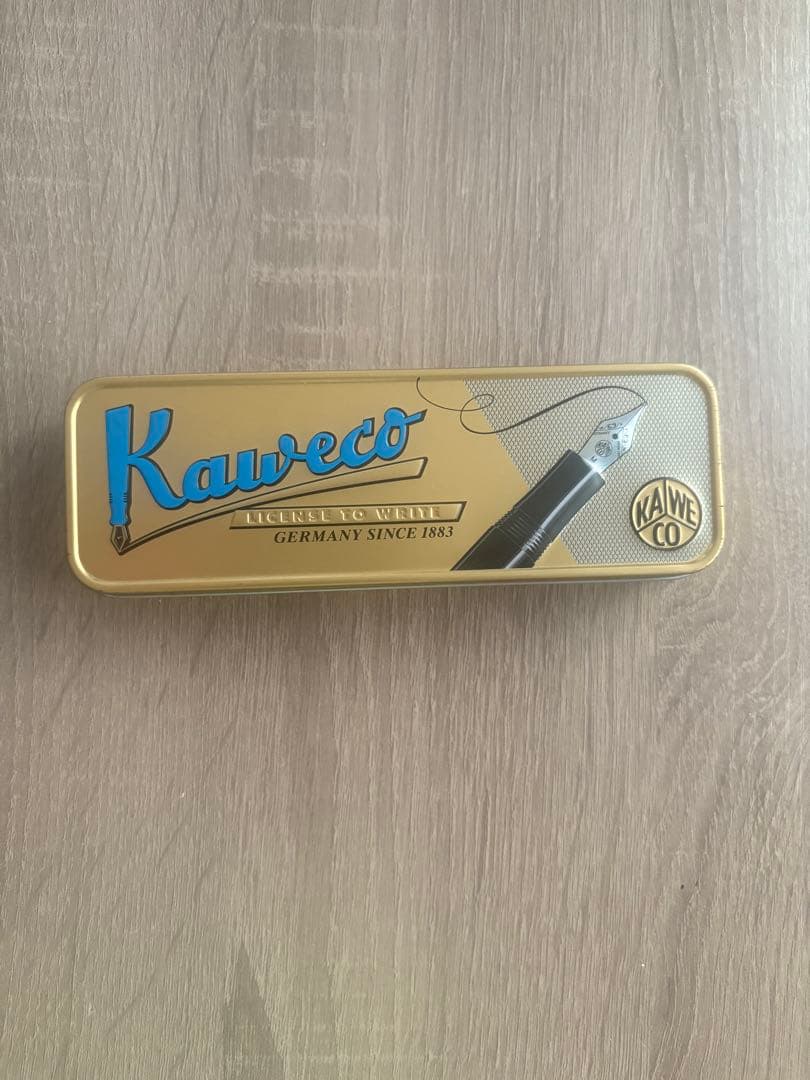 Kaweco
LICENSE TO WRITE
GERMANY SINCE 1883
KA WE
CO